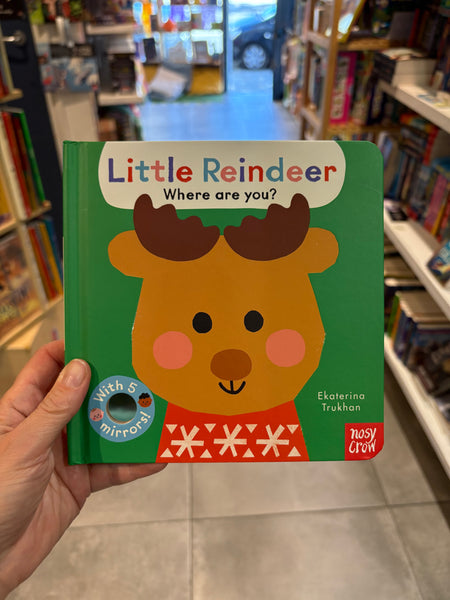 Little Reindeer
Where are you?
With 5
mirrors!
Ekaterina
Trukhan
nosy
crow